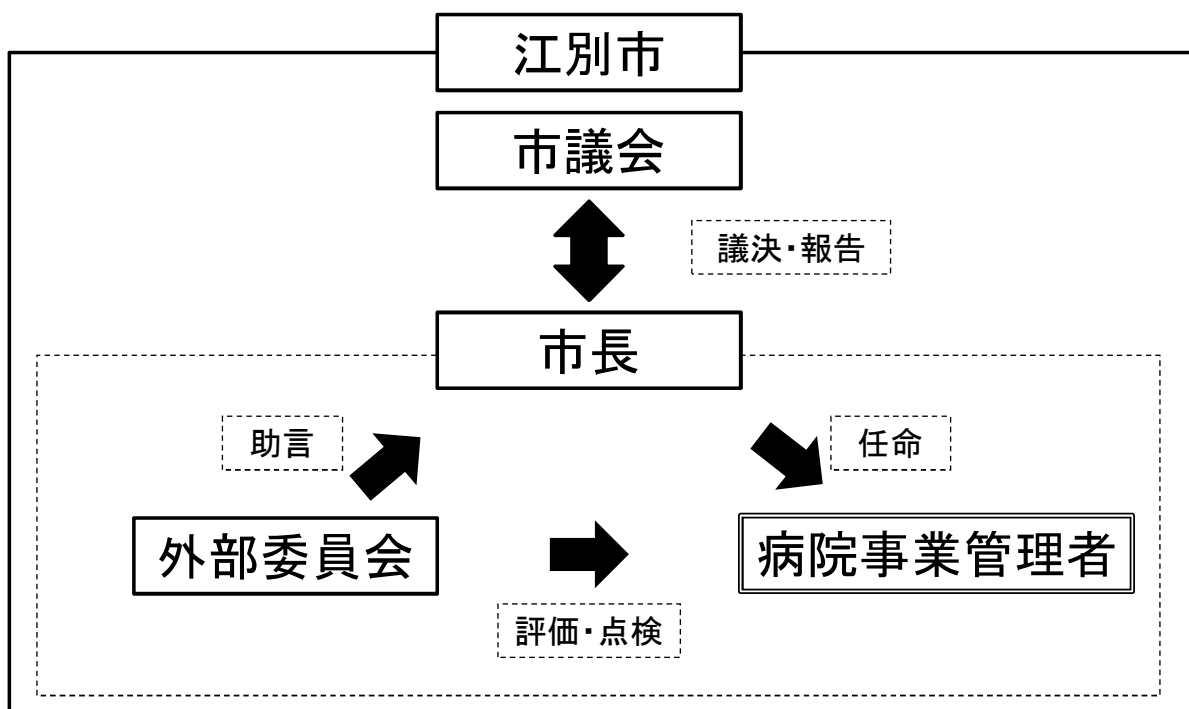 江別市
市議会
議決・報告
市長
助言
任命
外部委員会
病院事業管理者
評価・点検